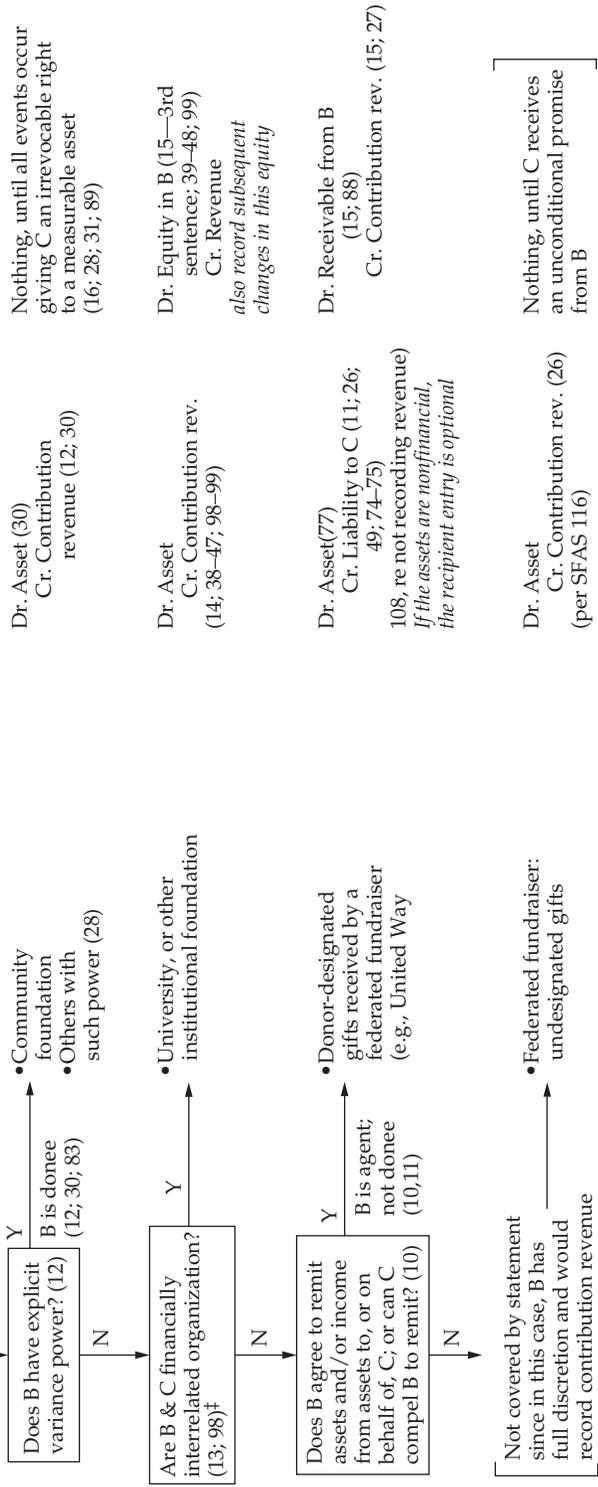 Does B have explicit
variance power? (12)
Y
B is donee
(12; 30; 83)
•Community
foundation
•Others with
such power (28)
Dr. Asset (30)
Cr. Contribution
revenue (12; 30)
Nothing, until all events occur
giving C an irrevocable right
to a measurable asset
(16; 28; 31; 89)
N
Are B & C financially
interrelated organization?
(13; 98)‡
Y
•University, or other
institutional foundation
Dr. Asset
Cr. Contribution rev.
(14; 38–47; 98–99)
Dr. Equity in B (15—3rd
sentence; 39–48; 99)
Cr. Revenue
also record subsequent
changes in this equity
N
Does B agree to remit
assets and/or income
from assets to, or on
behalf of, C; or can C
compel B to remit? (10)
Y
B is agent;
not donee
(10,11)
•Donor-designated
gifts received by a
federated fundraiser
(e.g., United Way
Dr. Asset(77)
Cr. Liability to C (11; 26;
49; 74–75)
108, re not recording revenue)
If the assets are nonfinancial,
the recipient entry is optional
Dr. Receivable from B
(15; 88)
Cr. Contribution rev. (15; 27)
N
Not covered by statement
since in this case, B has
full discretion and would
record contribution revenue
•Federated fundraiser:
undesignated gifts
Dr. Asset
Cr. Contribution rev. (26)
(per SFAS 116)
Nothing, until C receives
an unconditional promise
from B